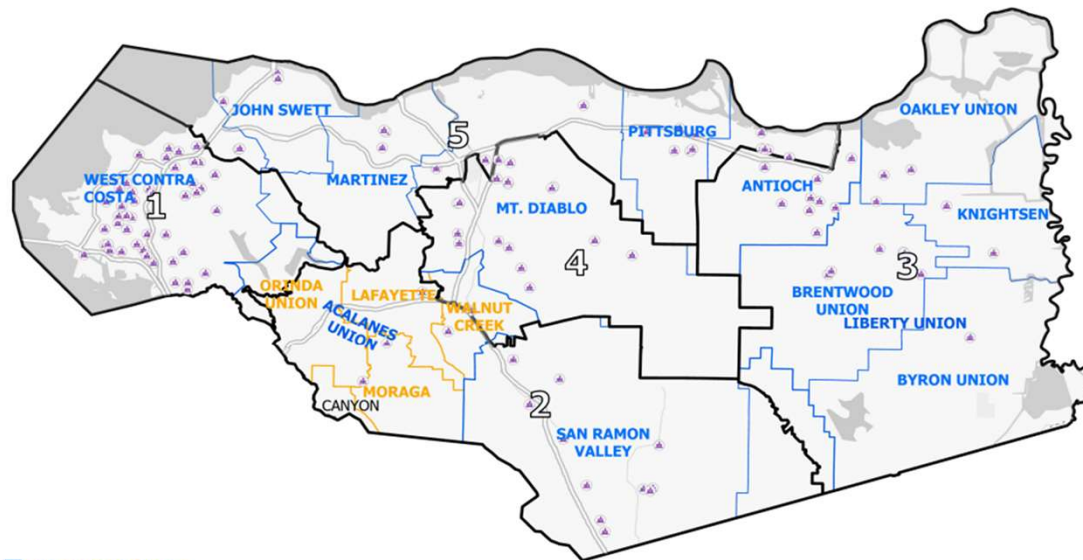 JOHN SWETT
5
PITTSBURG
OAKLEY UNION
MARTINEZ
WEST CONTRA
COSTA
1
MT. DIABLO
ANTIOCH
KNIGHTSEN
4
3
ORINDA
UNION
LAFAYETTE
WALNUT
CREEK
ACALANES
UNION
BRENTWOOD
UNION
LIBERTY UNION
BYRON UNION
MORAGA
CANYON
2
SAN RAMON
VALLEY